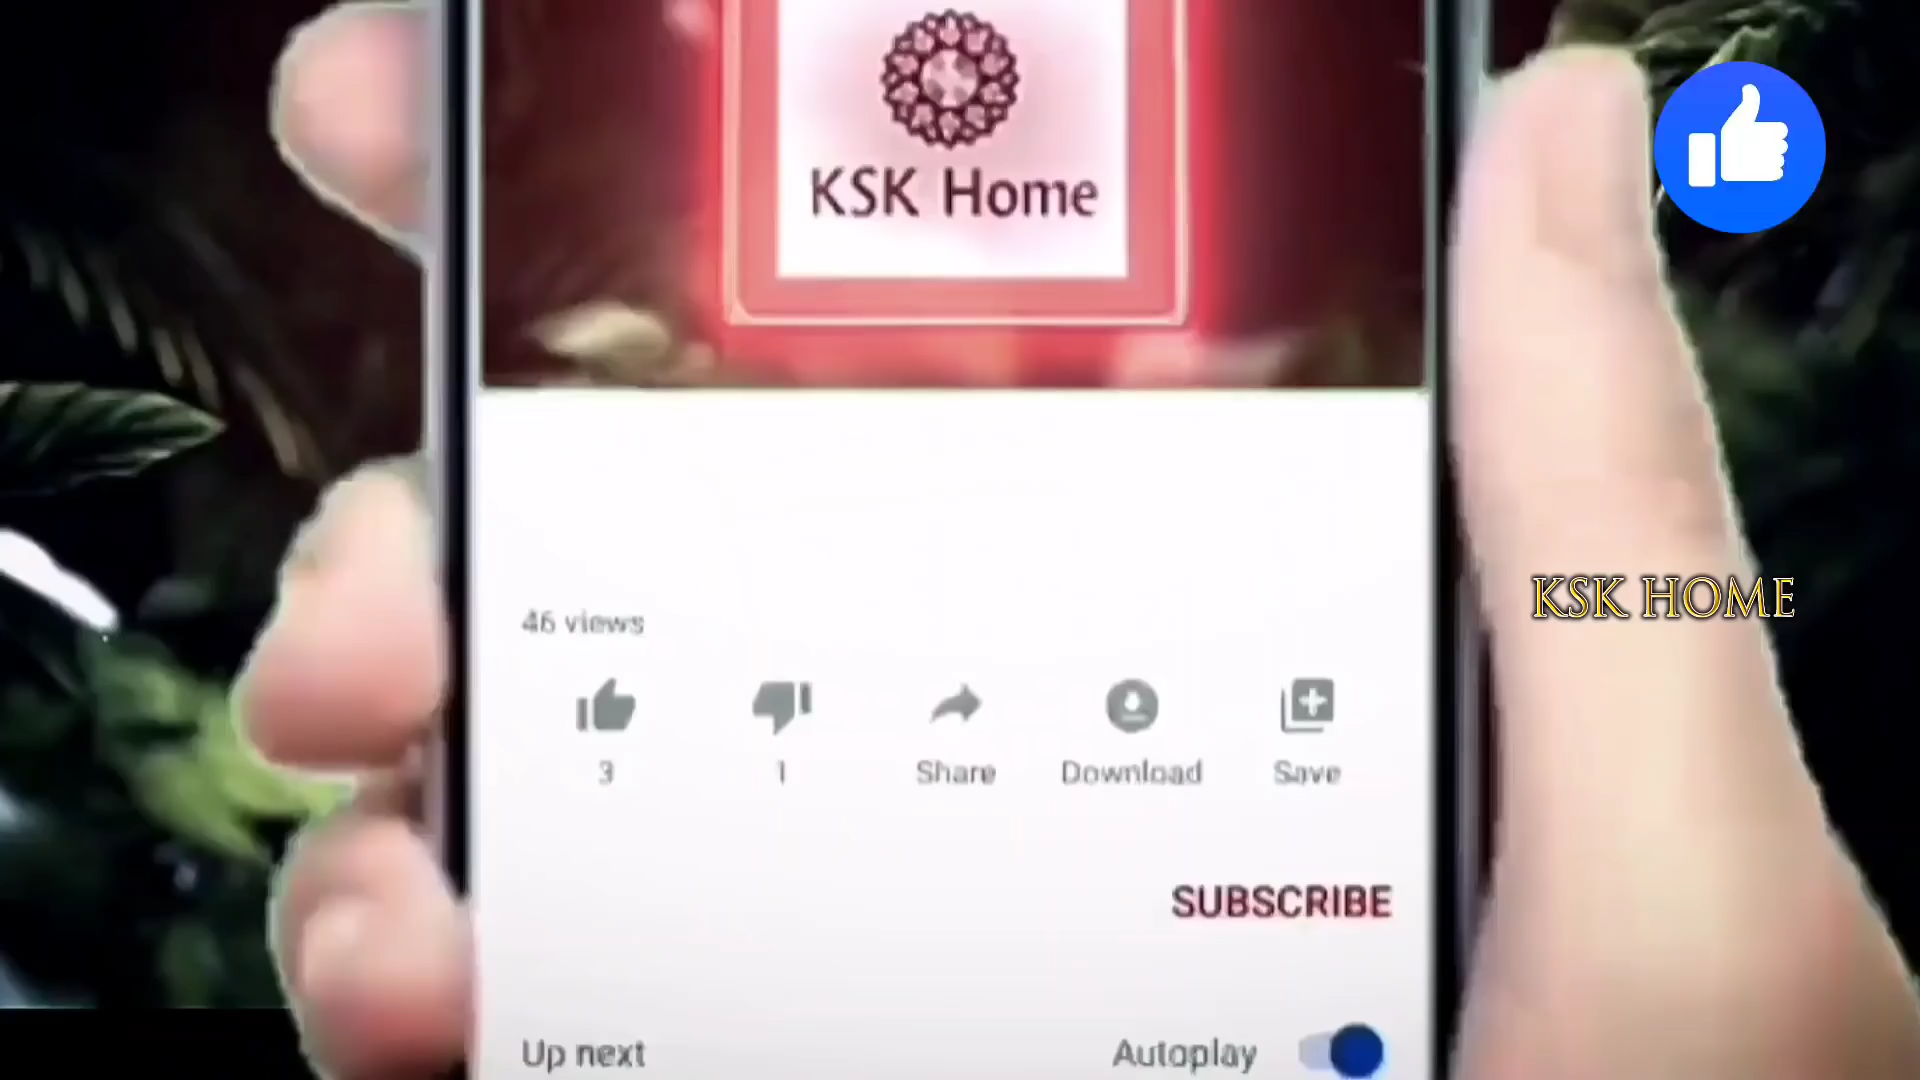 KSK Home
KSK HOME
46 views
3
1
Share
Download
Save
SUBSCRIBE
Up next
Autoplay